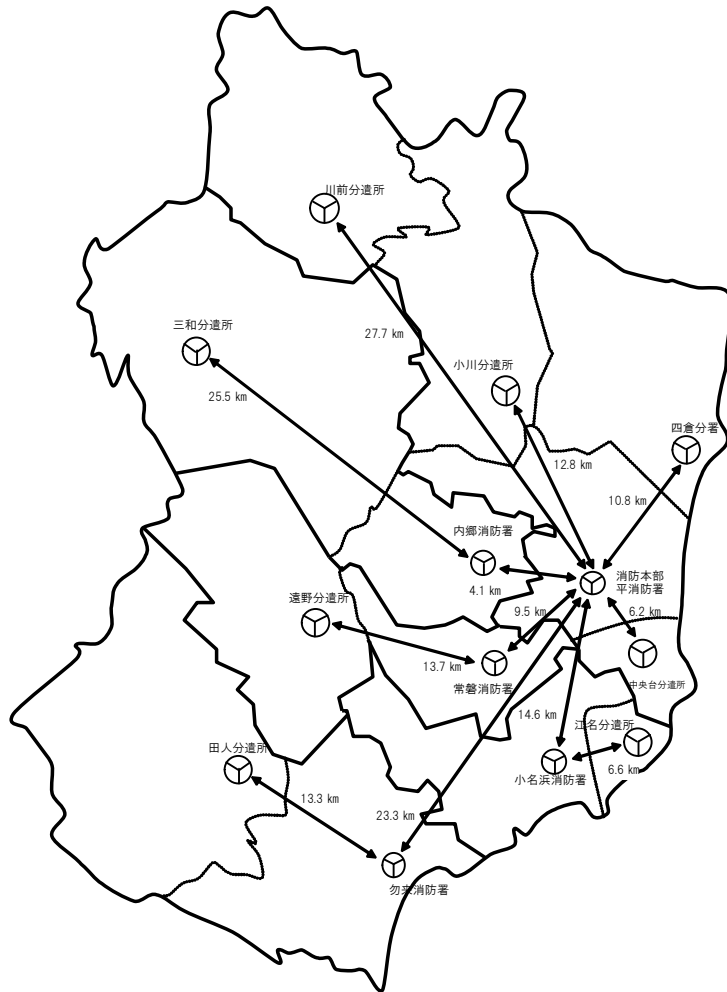 川前分遣所
三和分遣所
27.7 km
小川分遣所
25.5 km
四倉分署
12.8 km
10.8 km
内郷消防署
消防本部
平消防署
4.1 km
遠野分遣所
9.5 km
6.2 km
13.7 km
常磐消防署
中央台分遣所
14.6 km
江名分遣所
田人分遣所
小名浜消防署
6.6 km
13.3 km
23.3 km
勿来消防署